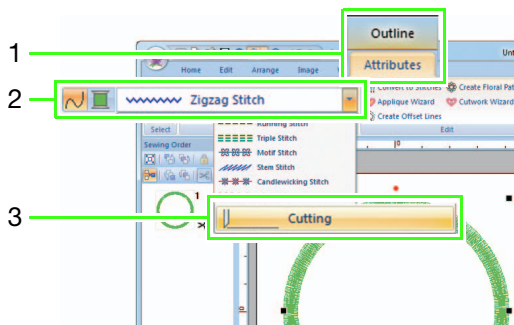 1
Outline
Attributes
Home Edit Arrange Image
2
Zigzag Stitch
Convert to Stitches
Create Floral Pat
Applique Wizard
Cutwork Wizard
Create Offset Lines
Select
Edit
Running Stitch
Sewing Order
Triple Stitch
Motif Stitch
Stem Stitch
Candlewicking Stitch
1
3
Cutting